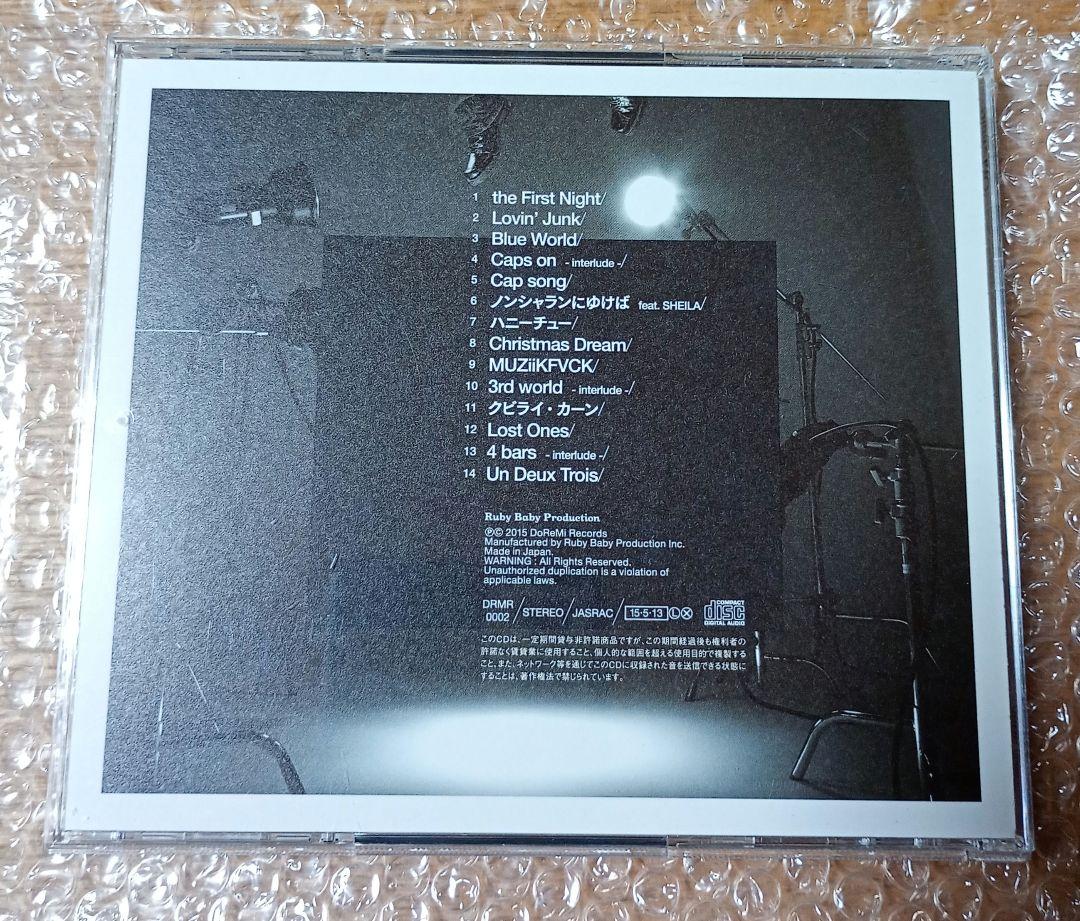 1 the First Night/
2 Lovin' Junk/
3 Blue World/
4 Caps on - interlude -/
5 Cap song/
6 ノンシャランにゆけば feat. SHEILA/
7 ハニーチュー/
8 Christmas Dream/
9 MUZiiKFVCK/
10 3rd world - interlude -/
11 クビライ・カーン/
12 Lost Ones/
13 4 bars - interlude -/
14 Un Deux Trois/
Ruby Baby Production
℗© 2015 DoReMi Records
Manufactured by Ruby Baby Production Inc.
Made in Japan.
WARNING : All Rights Reserved.
Unauthorized duplication is a violation of
applicable laws.
DRMR 0002/STEREO/JASRAC/15·5·13 Ⓛ Ⓧ COMPACT disc DIGITAL AUDIO
このCDは、一定期間貸与非許諾商品ですが、この期間経過後も権利者の
許諾なく賃貸業に使用すること、個人的な範囲を超える使用目的で複製する
こと、また、ネットワーク等を通じてこのCDに収録された音を送信できる状態に
することは、著作権法で禁じられています。